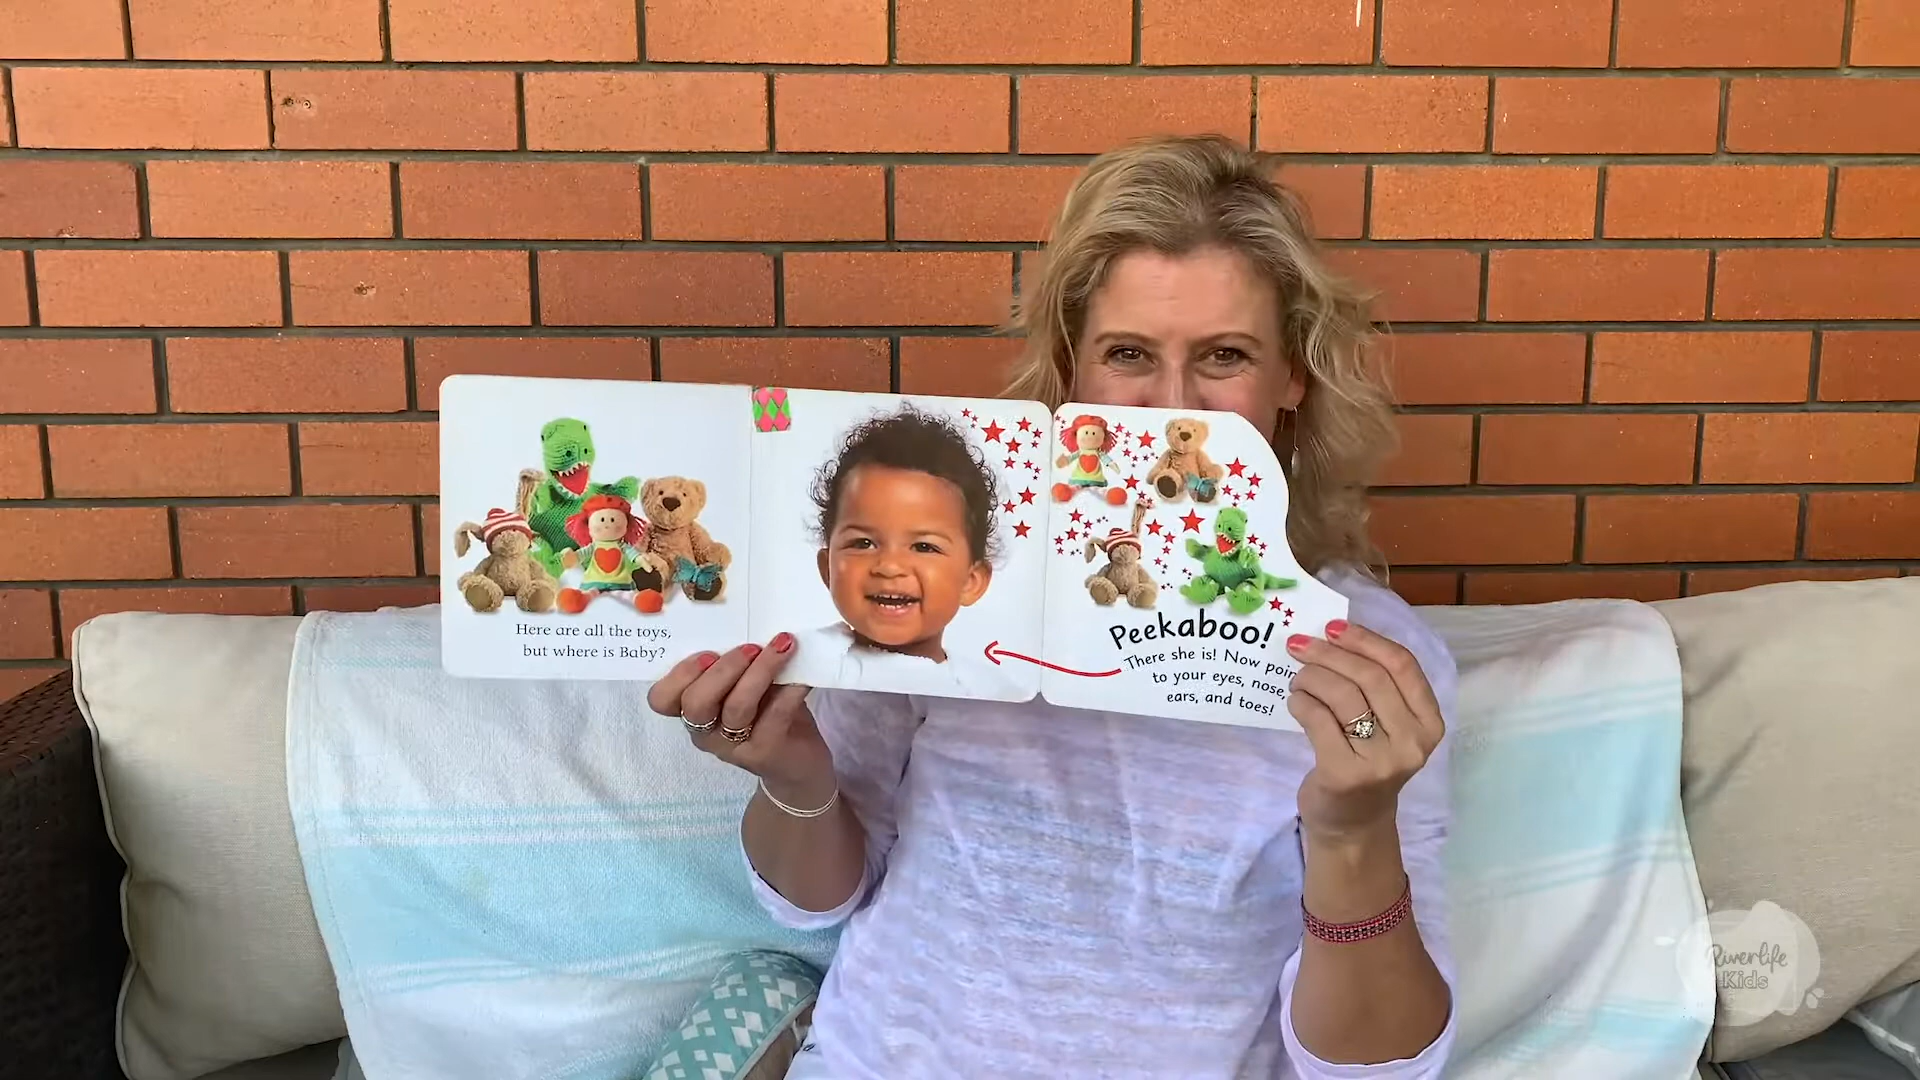 Here are all the toys,
but where is Baby?
Peekaboo!
There she is! Now poin
to your eyes, nose,
ears, and toes!
Riverlife
Kids